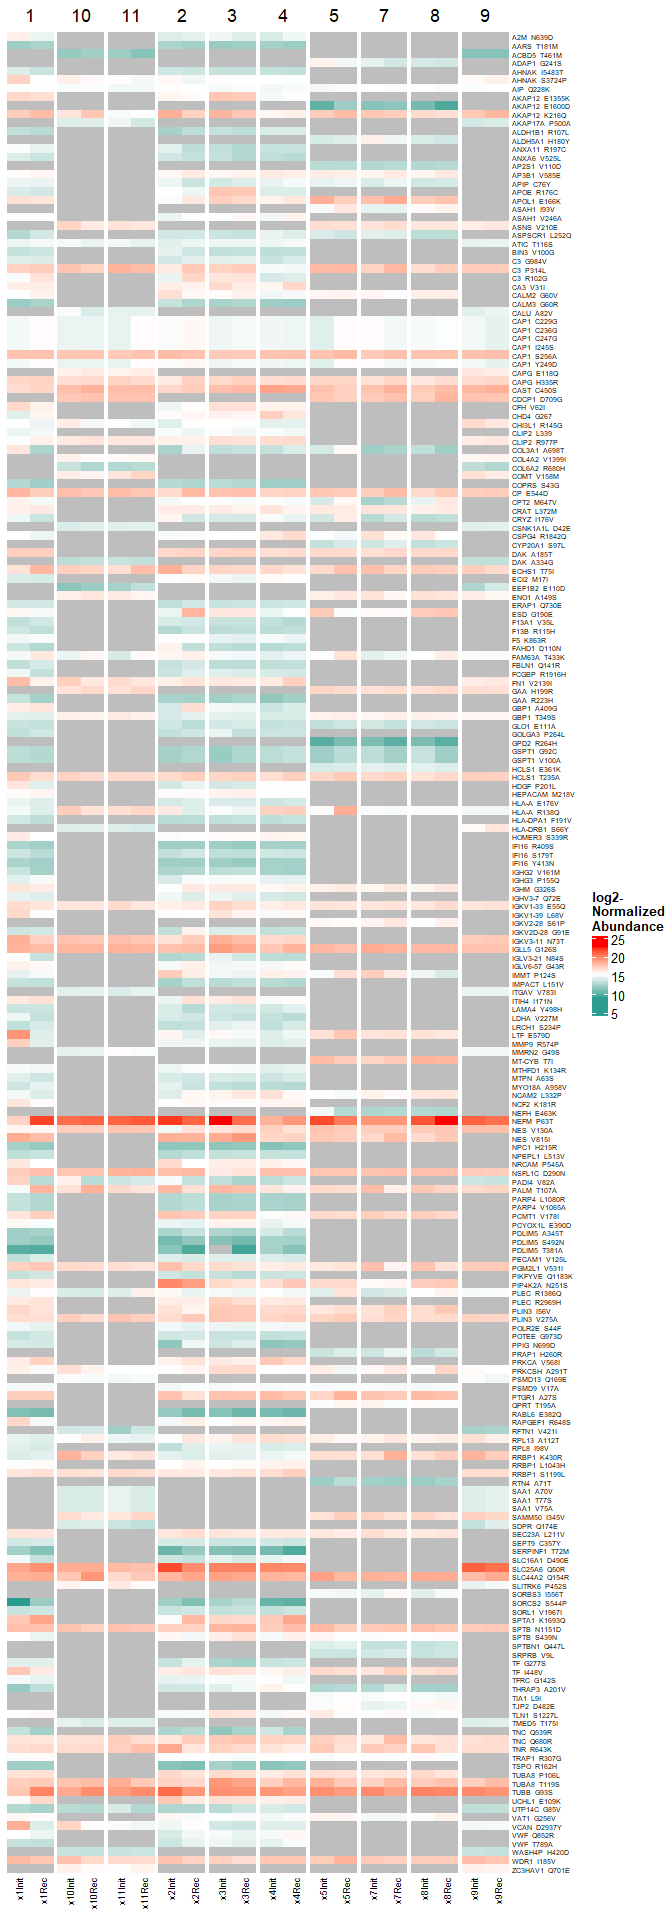 1 10 11 2 3 4 5 7 8 9
A2M N639D
AARS T181M
ACBD5 T461M
ADAP1 G241S
AHNAK I5483T
AHNAK S3724P
AIP Q228K
AKAP12 E1355K
AKAP12 E1600D
AKAP12 K216Q
AKAP17A P500A
ALDH1B1 R107L
ALDH5A1 H180Y
ANXA11 R197C
ANXA6 V525L
AP2S1 V110D
AP3B1 V585E
APIP C76Y
APOE R176C
APOL1 E166K
ASAH1 I93V
ASAH1 V246A
ASNS V210E
ASPSCR1 L252Q
ATIC T116S
BIN3 V100G
C3 G984V
C3 P314L
C3 R102G
CA3 V31I
CALM2 G60V
CALM3 G60R
CALU A82V
CAP1 C229G
CAP1 C236G
CAP1 C247G
CAP1 I245S
CAP1 S256A
CAP1 Y249D
CAPG E118Q
CAPG H335R
CAST C450S
CDCP1 D709G
CFH V62I
CHD4 G267
CHI3L1 R145G
CLIP2 L339
CLIP2 R977P
COL3A1 A698T
COL4A2 V1399I
COL6A2 R680H
COMT V158M
COPRS S43G
CP E544D
CPT2 M647V
CRAT L372M
CRYZ I176V
CSNK1A1L D42E
CSPG4 R1842Q
CYP20A1 S97L
DAK A185T
DAK A334G
ECHS1 T75I
ECI2 M17I
EEF1B2 E110D
ENO1 A149S
ERAP1 Q730E
ESD G190E
F13A1 V35L
F13B R115H
F5 K863R
FAHD1 D110N
FAM63A T433K
FBLN1 Q141R
FCGBP R1916H
FN1 V2139I
GAA H199R
GAA R223H
GBP1 A409G
GBP1 T349S
GLO1 E111A
GOLGA3 P264L
GPD2 R264H
GSPT1 G92C
GSPT1 V100A
HCLS1 E361K
HCLS1 T235A
HDGF P201L
HEPACAM M218V
HLA-A E176V
HLA-A R138Q
HLA-DPA1 F191V
HLA-DRB1 S66Y
HOMER3 S339R
IFI16 R409S
IFI16 S179T
IFI16 Y413N
IGHG2 V161M
IGHG3 P155Q
IGHM G326S
IGHV3-7 Q72E
IGKV1-33 E55Q
IGKV1-39 L68V
IGKV2-28 S61P
IGKV2D-28 G91E
IGKV3-11 N73T
IGLL5 G126S
IGLV3-21 N84S
IGLV6-57 G43R
IMMT P124S
IMPACT L151V
ITGAV V783I
ITIH4 I171N
LAMA4 Y498H
LDHA V227M
LRCH1 S234P
LTF E579D
MMP9 R574P
MMRN2 G49S
MT-CYB T7I
MTHFD1 K134R
MTPN A63S
MYO18A A958V
NCAM2 L332P
NCF2 K181R
NEFH E463K
NEFM P63T
NES V130A
NES V815I
NPC1 H215R
NPEPL1 L513V
NRCAM P545A
NSFL1C D290N
PADI4 V82A
PALM T107A
PARP4 L1080R
PARP4 V1065A
PCMT1 V178I
PCYOX1L E390D
PDLIM5 A345T
PDLIM5 S492N
PDLIM5 T381A
PECAM1 V125L
PGM2L1 V531I
PIKFYVE Q1183K
PIP4K2A N251S
PLEC R1386Q
PLEC R2969H
PLIN3 I56V
PLIN3 V275A
POLR2E S44F
POTEE G973D
PPIG N699D
PRAP1 H260R
PRKCA V568I
PRKCSH A291T
PSMD13 Q169E
PSMD9 V17A
PTGR1 A27S
QPRT T195A
RABL6 E382Q
RAPGEF1 R648S
RFTN1 V421I
RPL13 A112T
RPL8 I98V
RRBP1 K430R
RRBP1 L1043H
RRBP1 S1199L
RTN4 A71T
SAA1 A70V
SAA1 T77S
SAA1 V75A
SAMM50 I345V
SDPR Q174E
SEC23A L211V
SEPT9 C357Y
SERPINF1 T72M
SLC16A1 D490E
SLC25A6 Q50R
SLC44A2 Q154R
SLITRK6 P452S
SORBS3 I556T
SORCS2 S544P
SORL1 V1967I
SPTA1 K1693Q
SPTB N1151D
SPTB S439N
SPTBN1 Q447L
SRPRB V9L
TF G277S
TF I448V
TFRC G142S
THRAP3 A201V
TIA1 L9I
TJP2 D482E
TLN1 S1227L
TMED5 T175I
TNC Q539R
TNC Q680R
TNR R643K
TRAP1 R307G
TSPO R162H
TUBA8 P106L
TUBA8 T119S
TUBB G93S
UCHL1 E109K
UTP14C G85V
VAT1 G256V
VCAN D2937Y
VWF Q852R
VWF T789A
WASH4P H420D
WDR1 I185V
ZC3HAV1 Q701E
log2-
Normalized
Abundance
25
20
15
10
5
x1Init x1Rec x10Init x10Rec x11Init x11Rec x2Init x2Rec x3Init x3Rec x4Init x4Rec x5Init x5Rec x7Init x7Rec x8Init x8Rec x9Init x9Rec